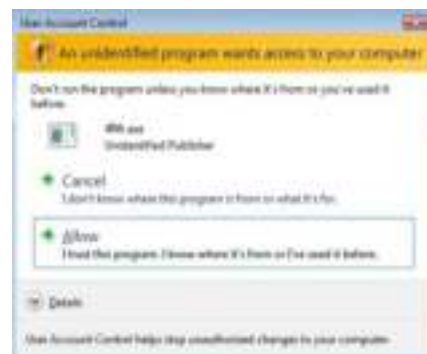 User Account Control
An unidentified program wants access to your computer
Don't run the program unless you know where it's from or you've used it
before.
Unidentified Publisher
Cancel
I don't know where this program is from or what it's for.
Allow
I trust this program. I know where it's from or I've used it before.
Details
User Account Control helps stop unauthorized changes to your computer.